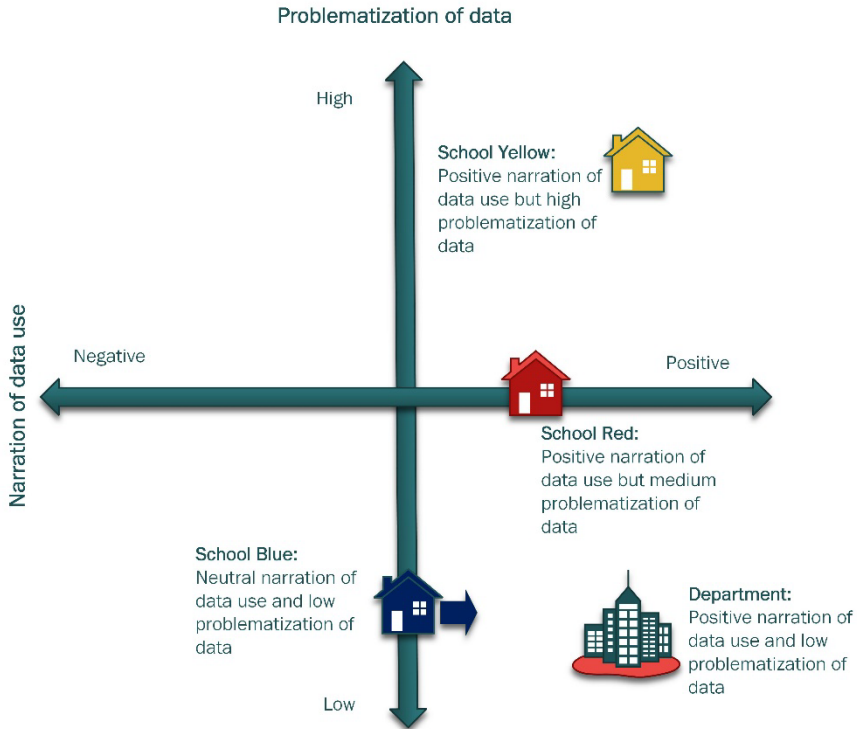 Problematization of data
High
School Yellow:
Positive narration of
data use but high
problematization of
data
Narration of data use
Negative
Positive
School Red:
Positive narration of
data use but medium
problematization of
data
School Blue:
Neutral narration of
data use and low
problematization of
data
Department:
Positive narration of
data use and low
problematization of
data
Low